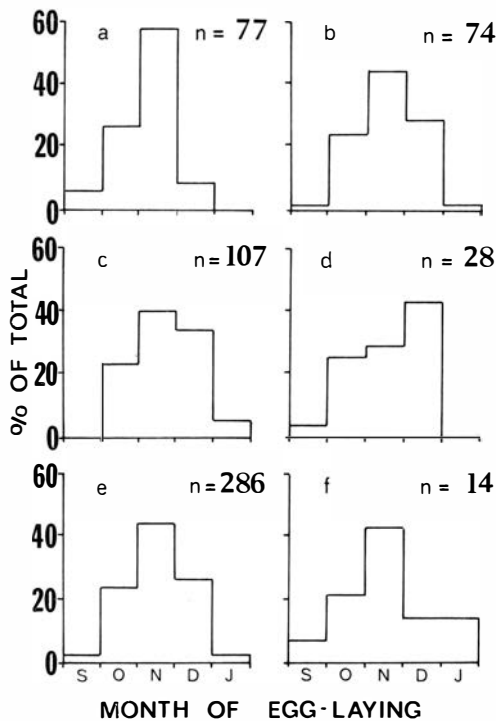 60
40
20
0
a n = 77
b n = 74
60
40
20
0
c n = 107
d n = 28
% OF TOTAL
60
40
20
0
e n = 286
f n = 14
S O N D J
S O N D J
MONTH OF EGG-LAYING